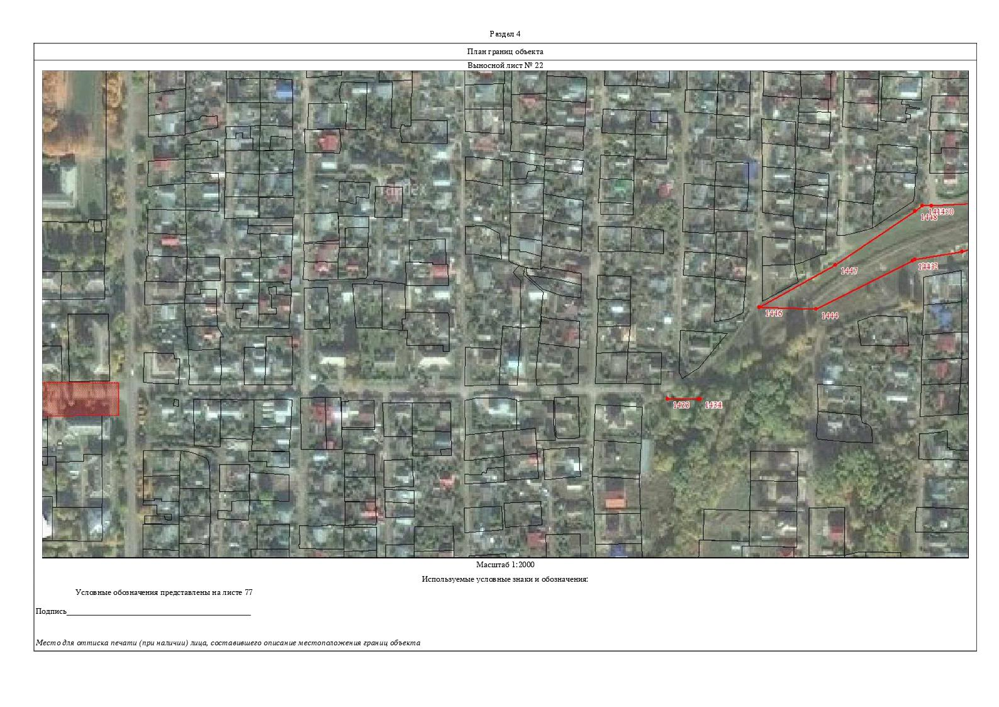 Раздел 4
План границ объекта
Выносной лист № 22
1448
1447
1446
1444
1433
1434
Масштаб 1:2000
Используемые условные знаки и обозначения:
Условные обозначения представлены на листе 77
Подпись
Место для оттиска печати (при наличии) лица, составившего описание местоположения границ объекта